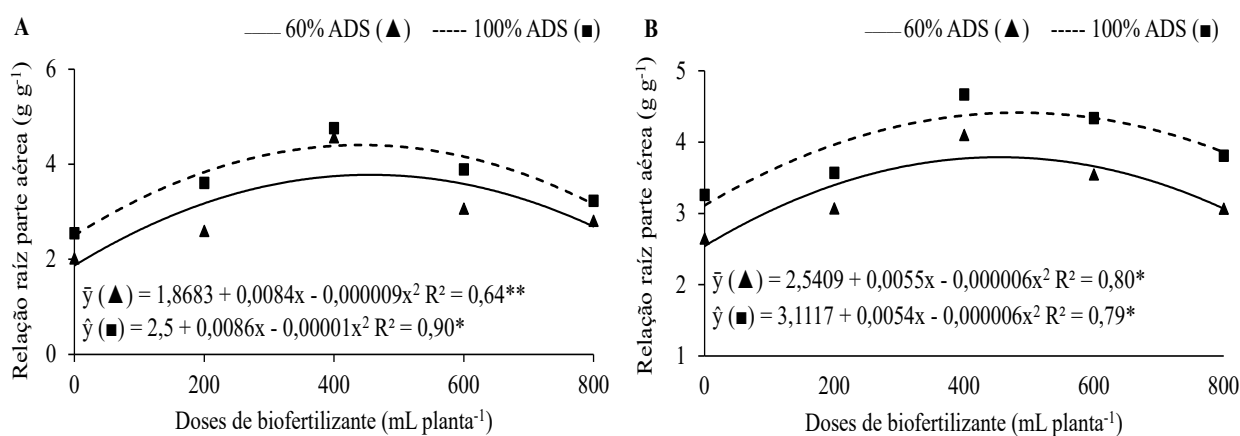 A
60% ADS (▲) 100% ADS (■)
Relação raíz parte aérea (g g⁻¹)
6
4
2
0
ȳ (▲) = 1,8683 + 0,0084x - 0,000009x² R² = 0,64**
ŷ (■) = 2,5 + 0,0086x - 0,00001x² R² = 0,90*
0 200 400 600 800
Doses de biofertilizante (mL planta⁻¹)
B
60% ADS (▲) 100% ADS (■)
Relação raíz parte aérea (g g⁻¹)
5
4
3
2
1
ȳ (▲) = 2,5409 + 0,0055x - 0,000006x² R² = 0,80*
ŷ (■) = 3,1117 + 0,0054x - 0,000006x² R² = 0,79*
0 200 400 600 800
Doses de biofertilizante (mL planta⁻¹)